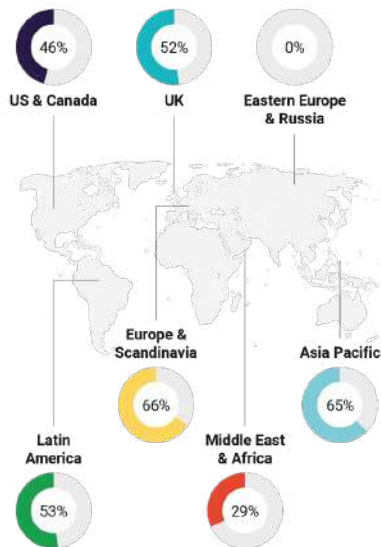 46%
52%
0%
US & Canada
UK
Eastern Europe
& Russia
Europe &
Scandinavia
Asia Pacific
66%
65%
Latin
America
Middle East
& Africa
53%
29%